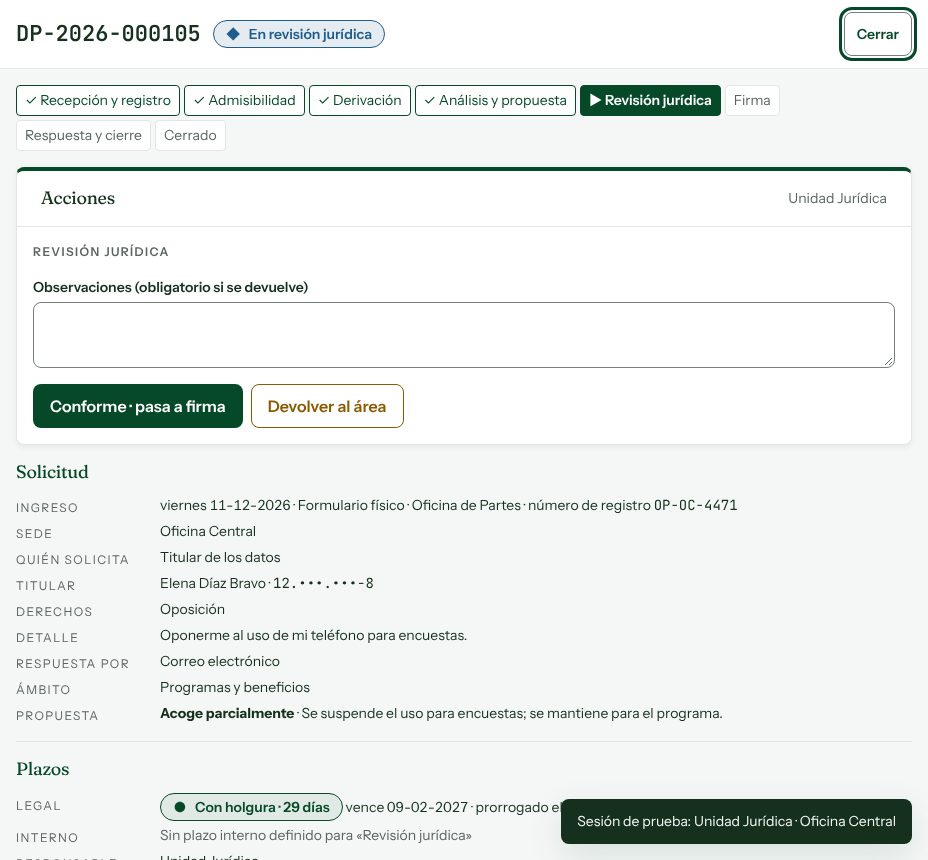 DP-2026-000105 En revisión jurídica Cerrar
✓ Recepción y registro ✓ Admisibilidad ✓ Derivación ✓ Análisis y propuesta ▶ Revisión jurídica Firma
Respuesta y cierre Cerrado
Acciones Unidad Jurídica
REVISIÓN JURÍDICA
Observaciones (obligatorio si se devuelve)
Conforme · pasa a firma Devolver al área
Solicitud
INGRESO viernes 11-12-2026 · Formulario físico · Oficina de Partes · número de registro OP-OC-4471
SEDE Oficina Central
QUIÉN SOLICITA Titular de los datos
TITULAR Elena Díaz Bravo · 12.•••.•••-8
DERECHOS Oposición
DETALLE Oponerme al uso de mi teléfono para encuestas.
RESPUESTA POR Correo electrónico
ÁMBITO Programas y beneficios
PROPUESTA Acoge parcialmente · Se suspende el uso para encuestas; se mantiene para el programa.
Plazos
LEGAL Con holgura · 29 días vence 09-02-2027 · prorrogado
Sesión de prueba: Unidad Jurídica · Oficina Central
INTERNO Sin plazo interno definido para «Revisión jurídica»
Unidad Jurídica